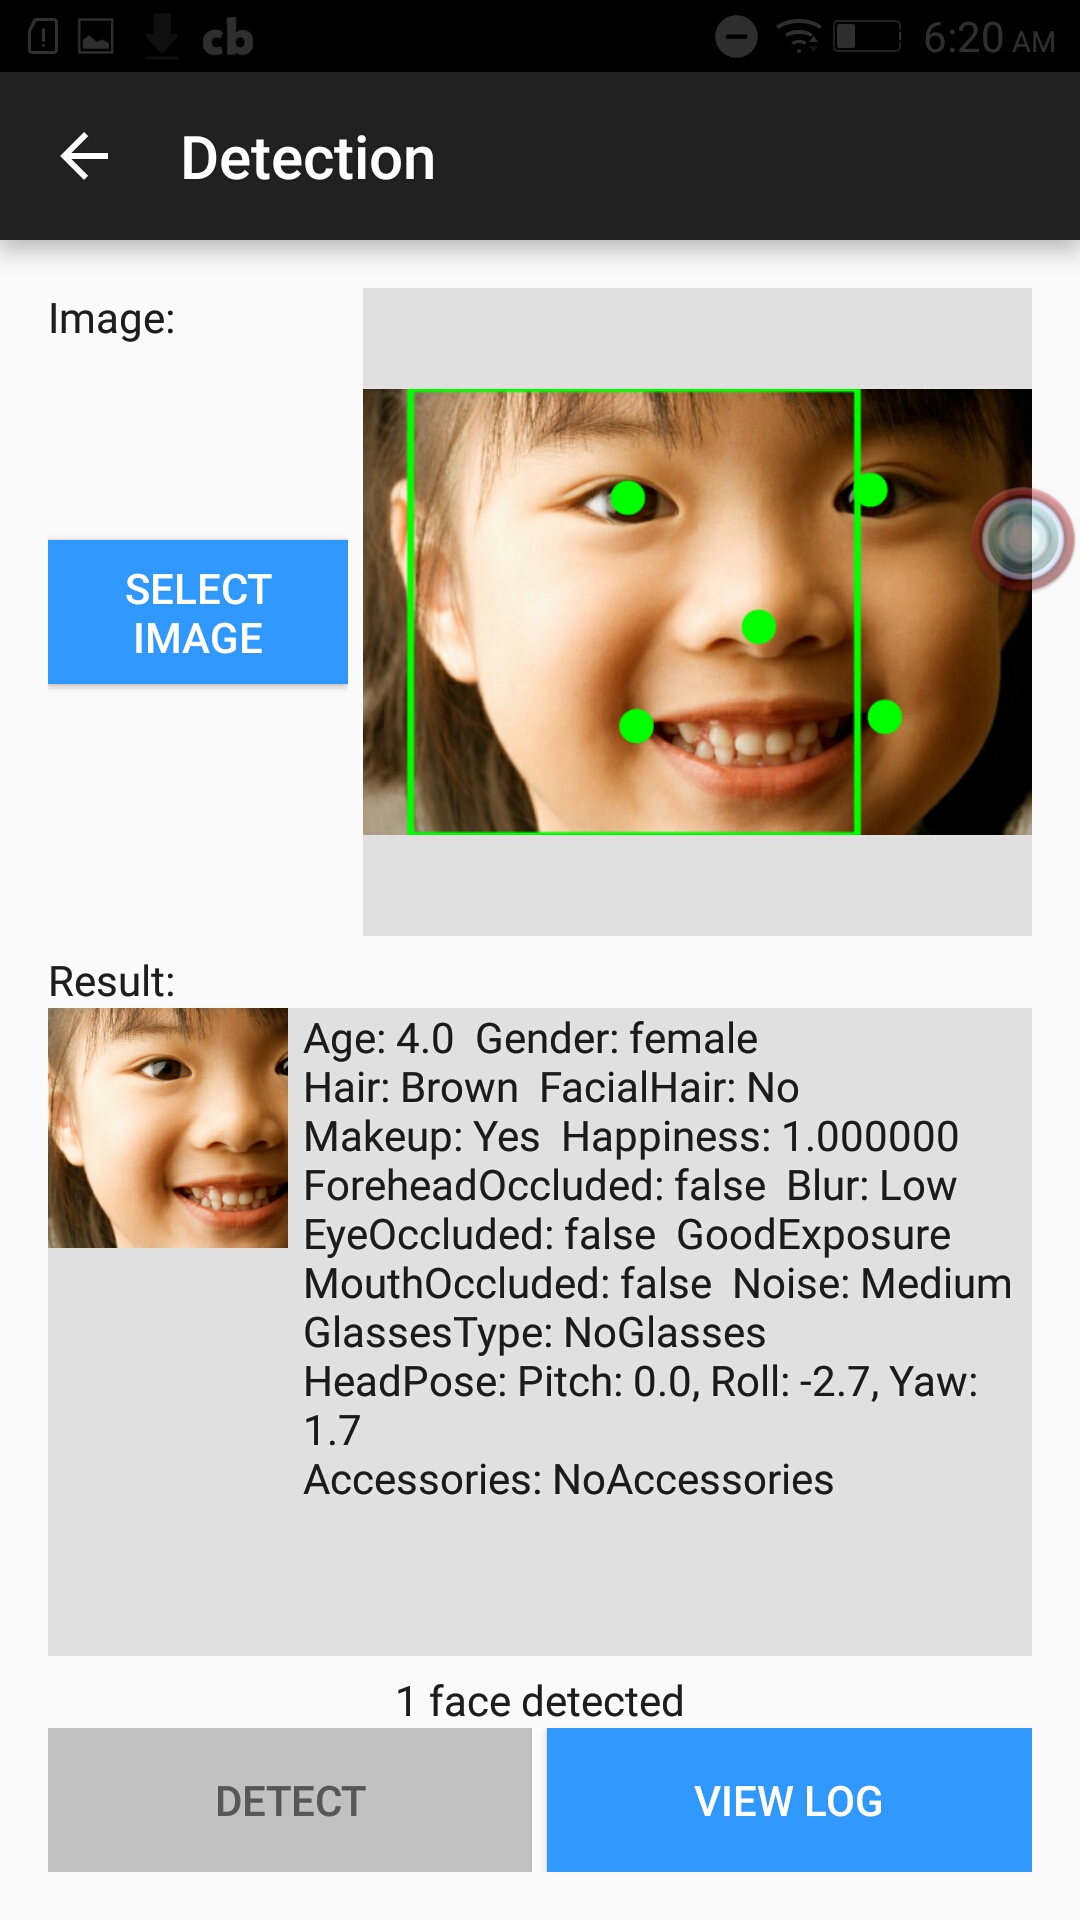 cb
6:20 AM
Detection
Image:
SELECT
IMAGE
Result:
Age: 4.0  Gender: female
Hair: Brown  FacialHair: No
Makeup: Yes  Happiness: 1.000000
ForeheadOccluded: false  Blur: Low
EyeOccluded: false  GoodExposure
MouthOccluded: false  Noise: Medium
GlassesType: NoGlasses
HeadPose: Pitch: 0.0, Roll: -2.7, Yaw:
1.7
Accessories: NoAccessories
1 face detected
DETECT
VIEW LOG